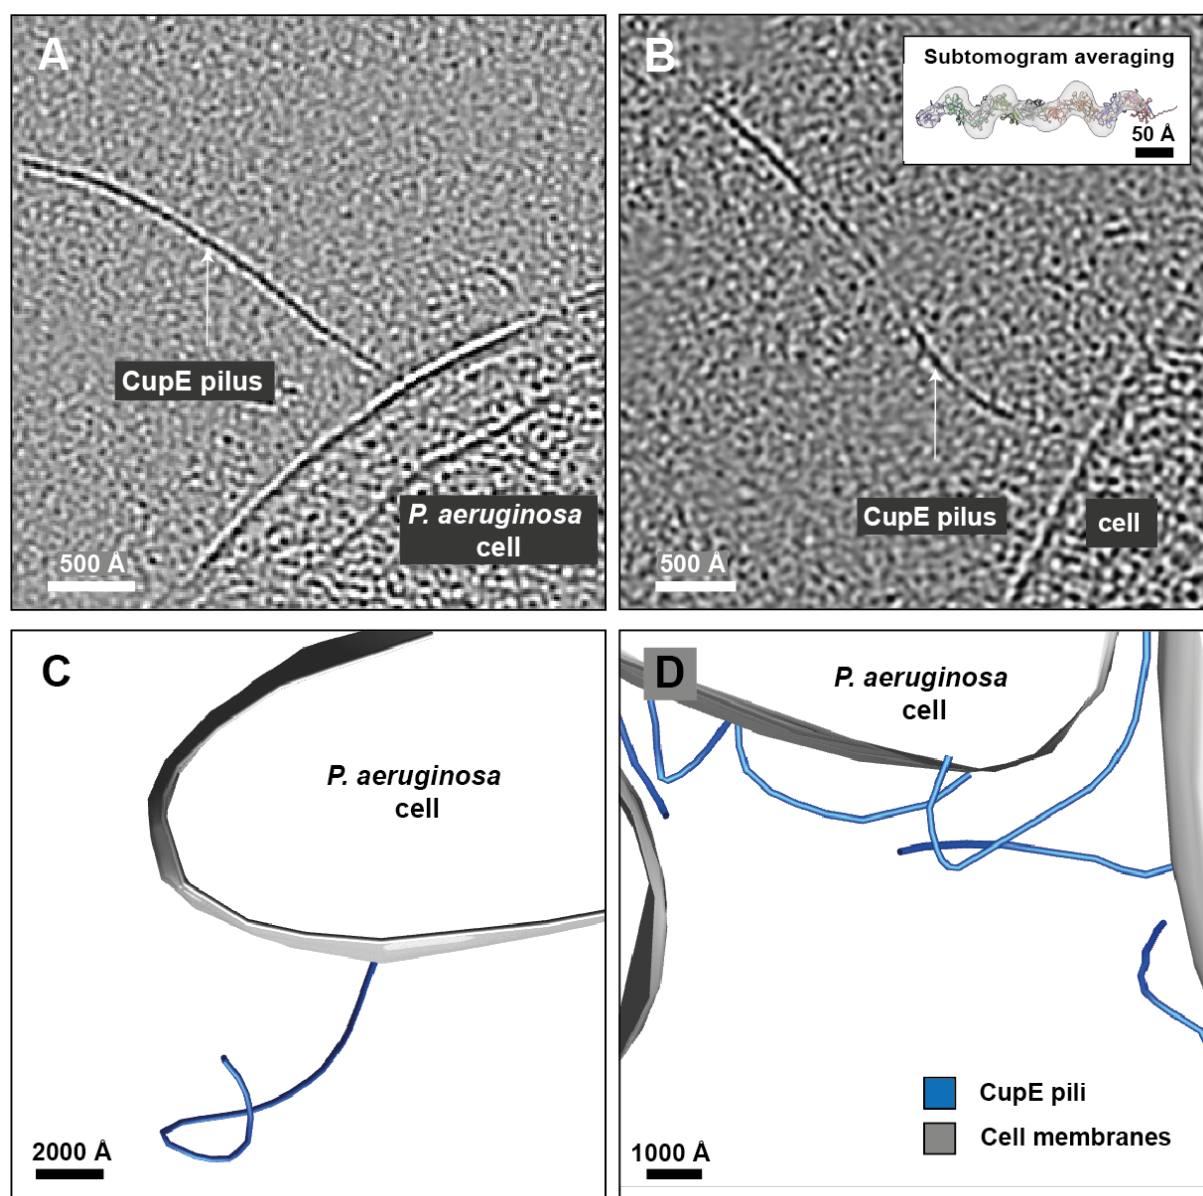 A
CupE pilus
P. aeruginosa
cell
500 Å
B
Subtomogram averaging
50 Å
CupE pilus
cell
500 Å
C
P. aeruginosa
cell
2000 Å
D
P. aeruginosa
cell
CupE pili
Cell membranes
1000 Å